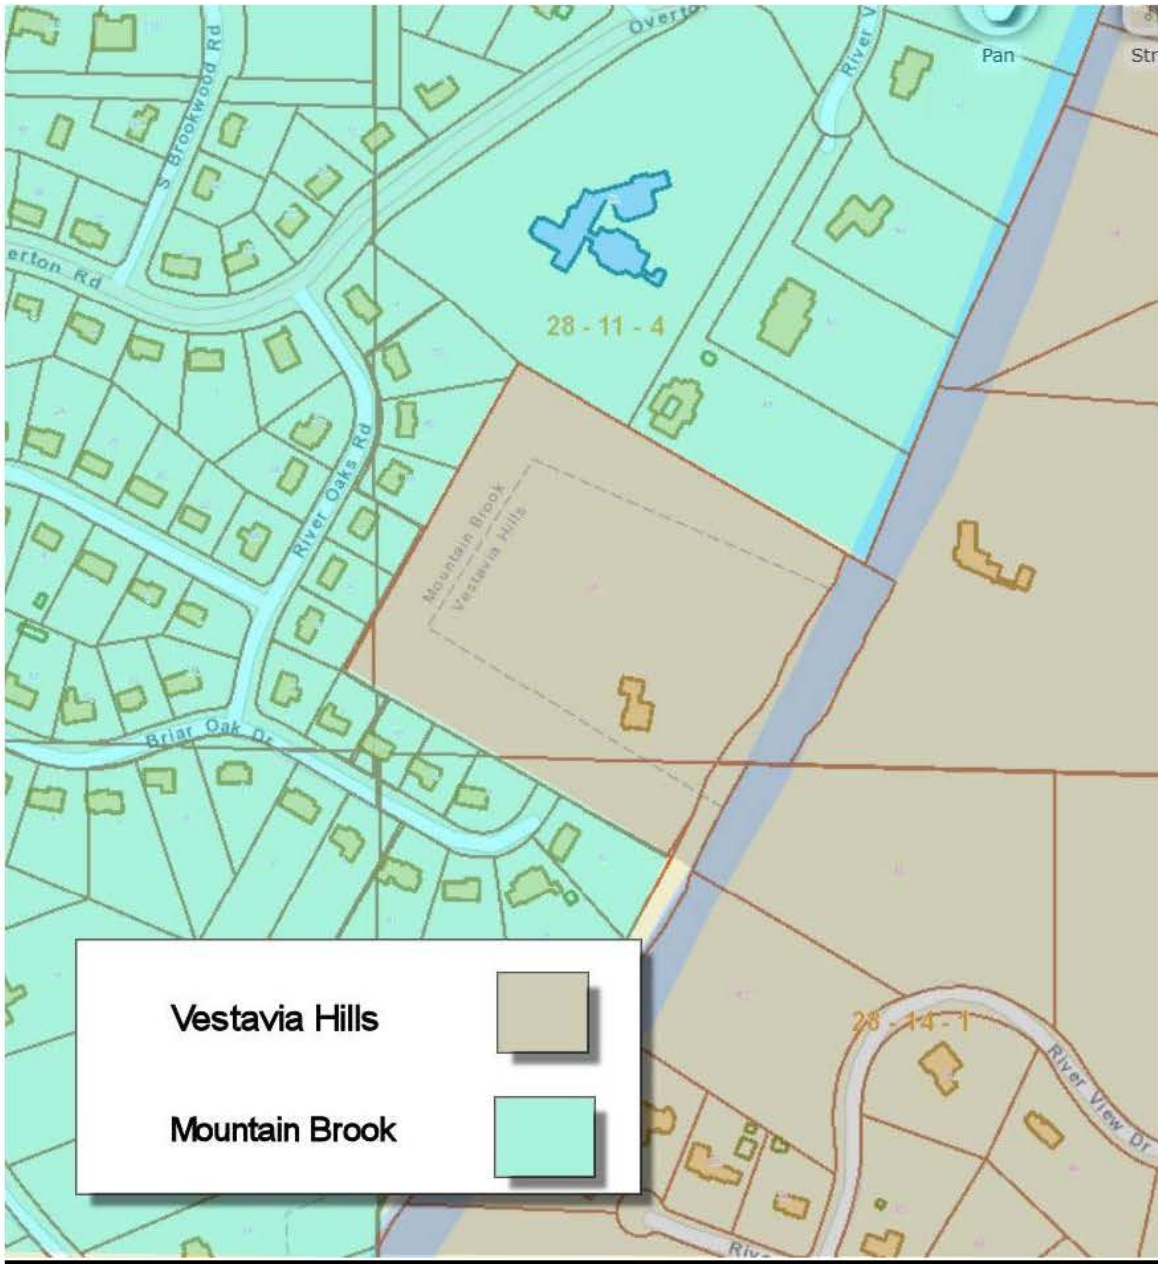 Overto
River V
Pan
Str
S Brookwood Rd
erton Rd
28 - 11 - 4
River Oaks Rd
Mountain Brook
Vestavia Hills
Briar Oak Dr
Vestavia Hills
28 - 14 - 1
River View Dr
Mountain Brook
Rive